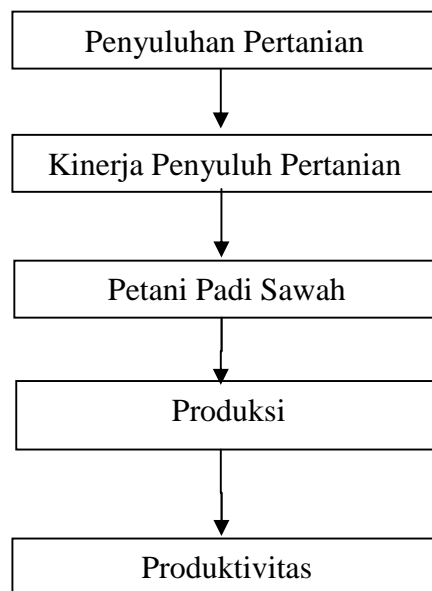 Penyuluhan Pertanian
Kinerja Penyuluh Pertanian
Petani Padi Sawah
Produksi
Produktivitas